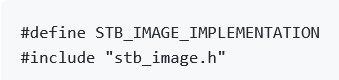 #define STB_IMAGE_IMPLEMENTATION
#include "stb_image.h"